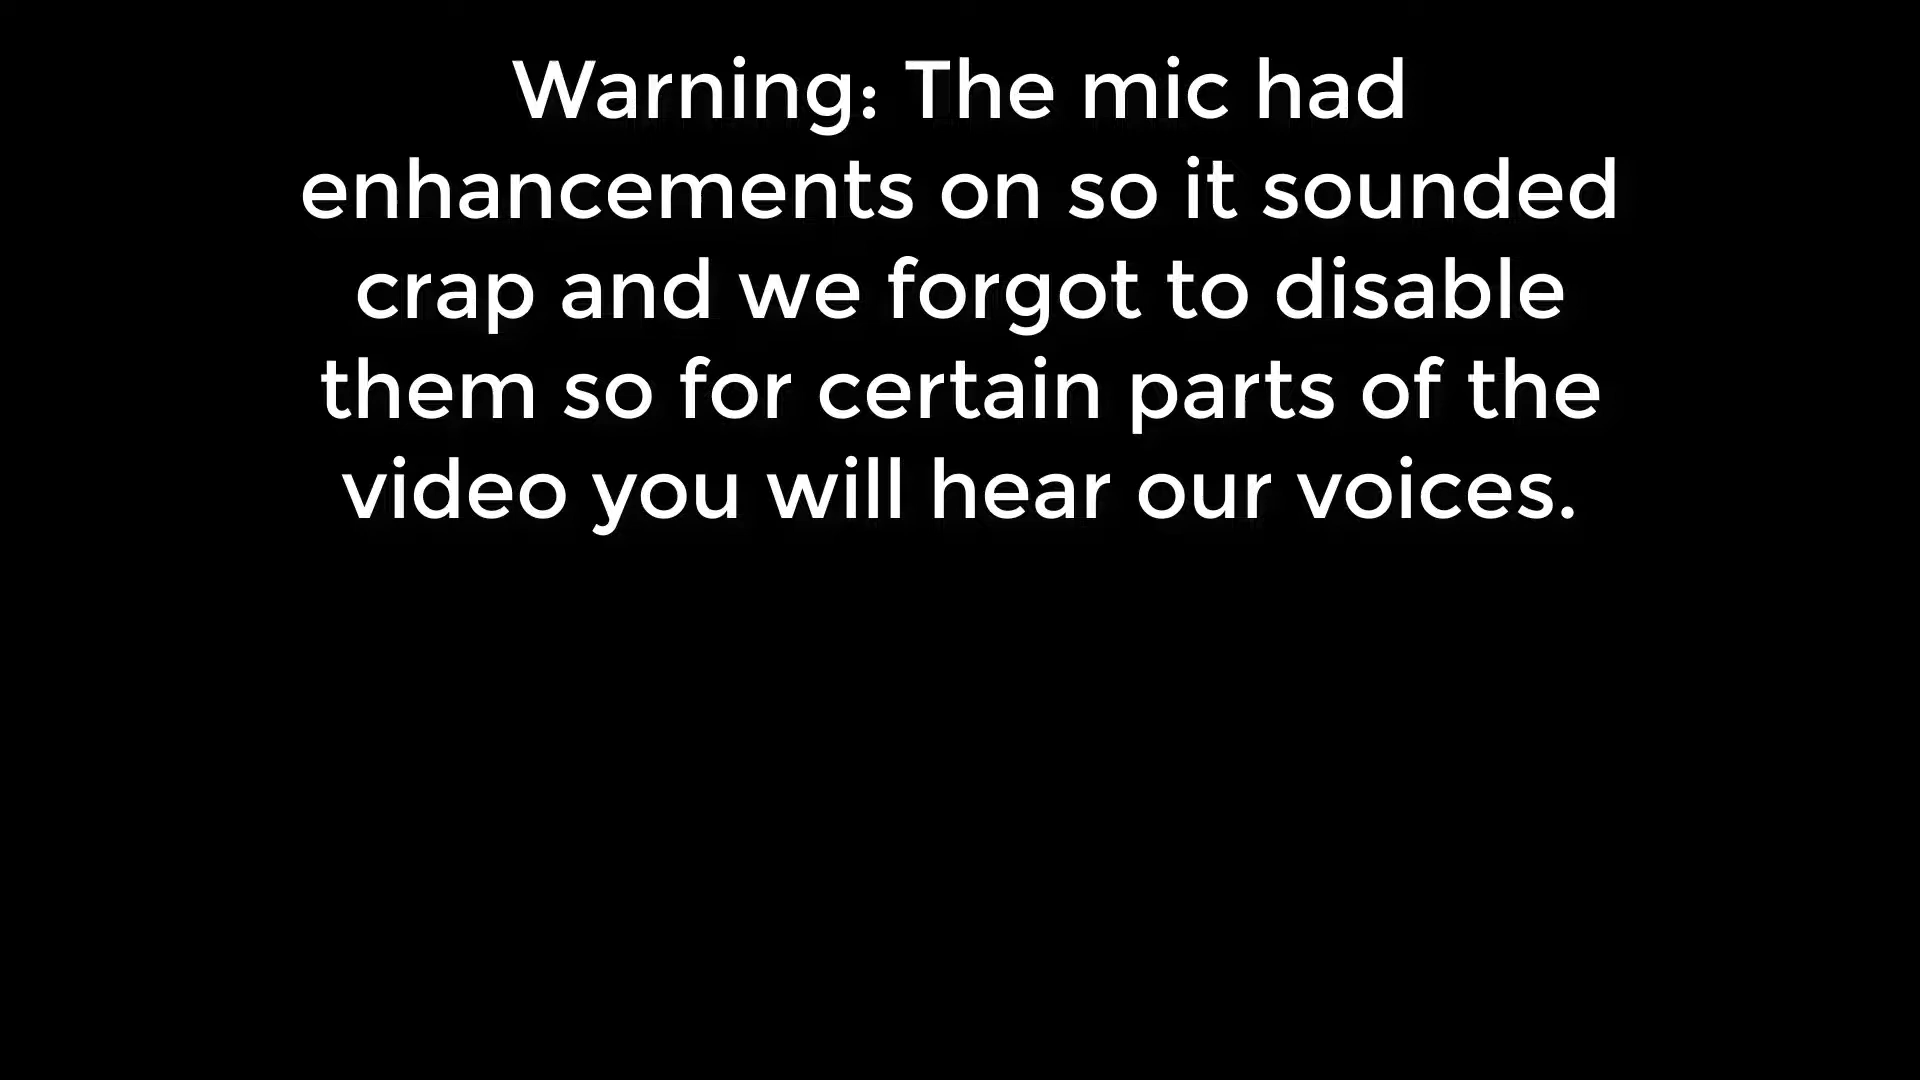 Warning: The mic had
enhancements on so it sounded
crap and we forgot to disable
them so for certain parts of the
video you will hear our voices.